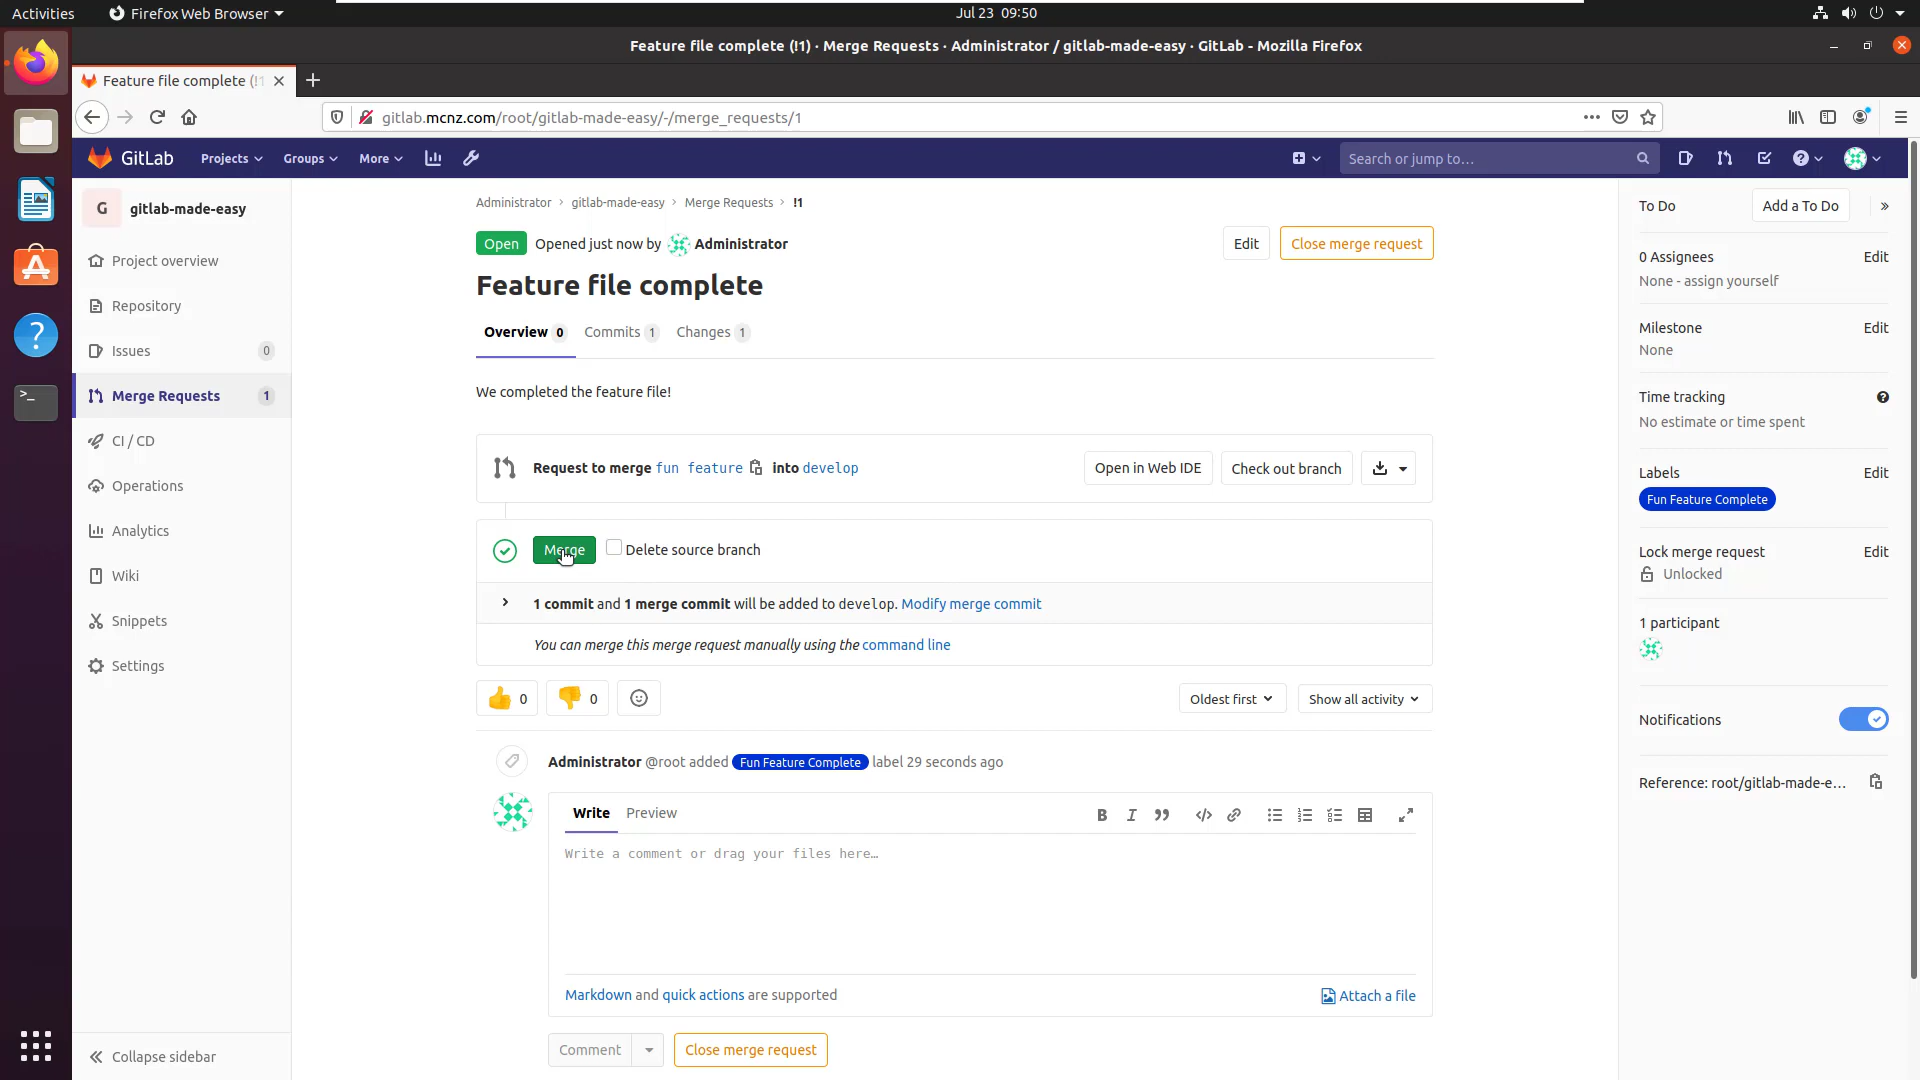 Activities Firefox Web Browser Jul 23 09:50
Feature file complete (!1) · Merge Requests · Administrator / gitlab-made-easy · GitLab - Mozilla Firefox
Feature file complete (!1
gitlab.mcnz.com/root/gitlab-made-easy/-/merge_requests/1
GitLab Projects Groups More Search or jump to…
G gitlab-made-easy
Project overview
Repository
Issues 0
Merge Requests 1
CI / CD
Operations
Analytics
Wiki
Snippets
Settings
Collapse sidebar
Administrator › gitlab-made-easy › Merge Requests › !1
Open Opened just now by Administrator Edit Close merge request
Feature file complete
Overview 0 Commits 1 Changes 1
We completed the feature file!
Request to merge fun feature into develop Open in Web IDE Check out branch
Merge Delete source branch
1 commit and 1 merge commit will be added to develop. Modify merge commit
You can merge this merge request manually using the command line
0 0 Oldest first Show all activity
Administrator @root added Fun Feature Complete label 29 seconds ago
Write Preview
Write a comment or drag your files here…
Markdown and quick actions are supported Attach a file
Comment Close merge request
To Do Add a To Do »
0 Assignees Edit
None - assign yourself
Milestone Edit
None
Time tracking
No estimate or time spent
Labels Edit
Fun Feature Complete
Lock merge request Edit
Unlocked
1 participant
Notifications
Reference: root/gitlab-made-e…